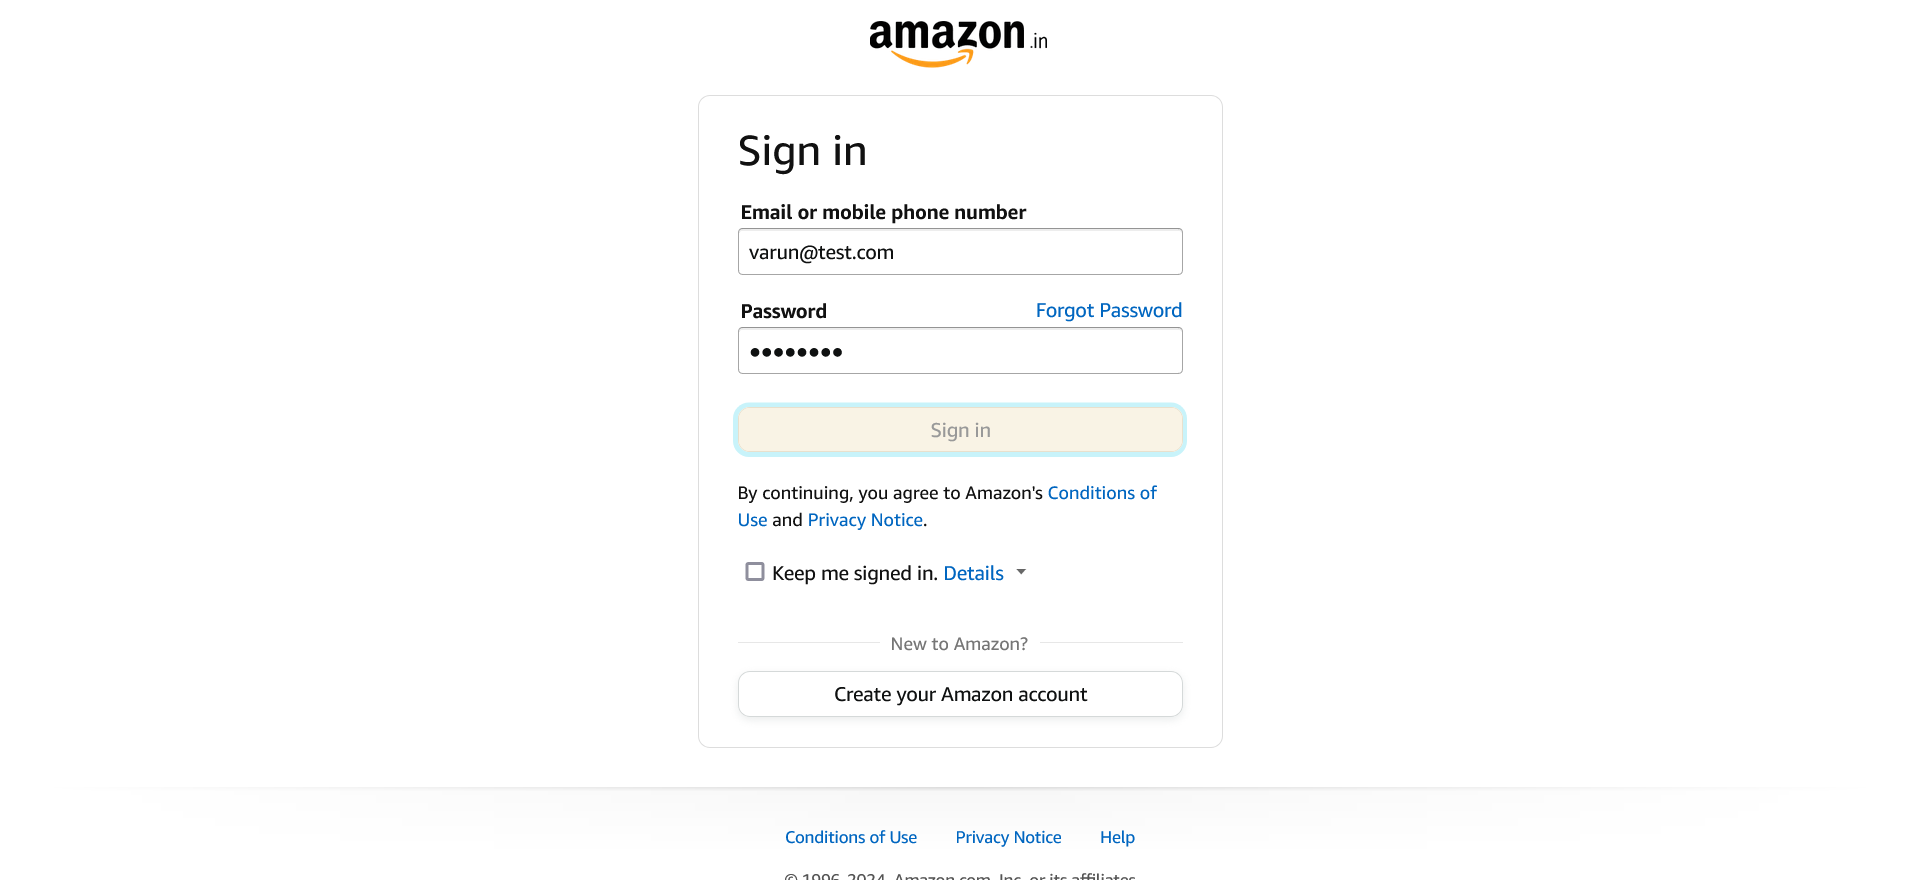 amazon.in
Sign in
Email or mobile phone number
varun@test.com
Password Forgot Password
••••••••
Sign in
By continuing, you agree to Amazon's Conditions of
Use and Privacy Notice.
Keep me signed in. Details
New to Amazon?
Create your Amazon account
Conditions of Use Privacy Notice Help
© 1996-2024, Amazon.com, Inc. or its affiliates